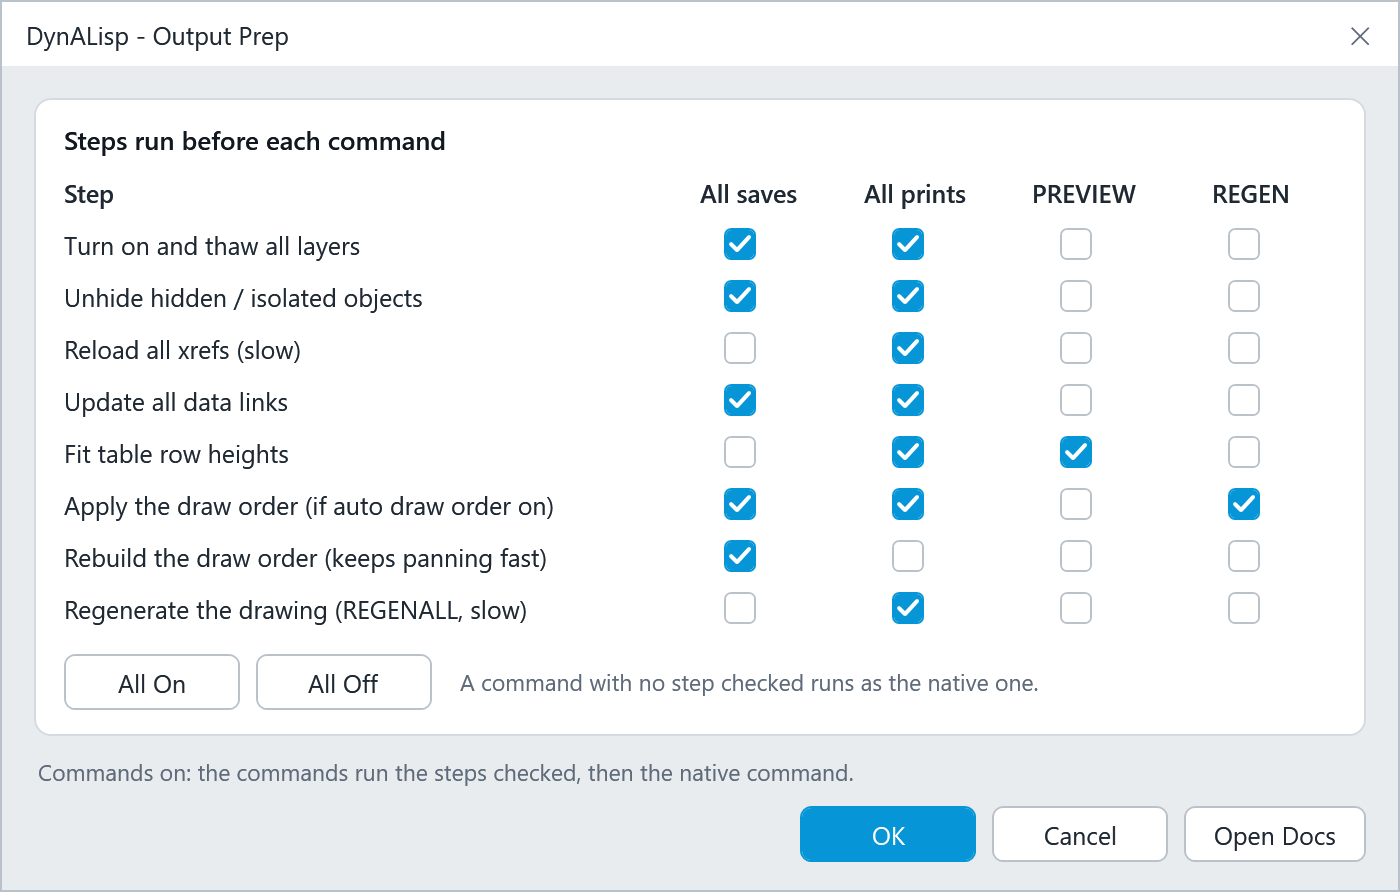 DynALisp - Output Prep
Steps run before each command
Step All saves All prints PREVIEW REGEN
Turn on and thaw all layers
Unhide hidden / isolated objects
Reload all xrefs (slow)
Update all data links
Fit table row heights
Apply the draw order (if auto draw order on)
Rebuild the draw order (keeps panning fast)
Regenerate the drawing (REGENALL, slow)
All On All Off A command with no step checked runs as the native one.
Commands on: the commands run the steps checked, then the native command.
OK Cancel Open Docs